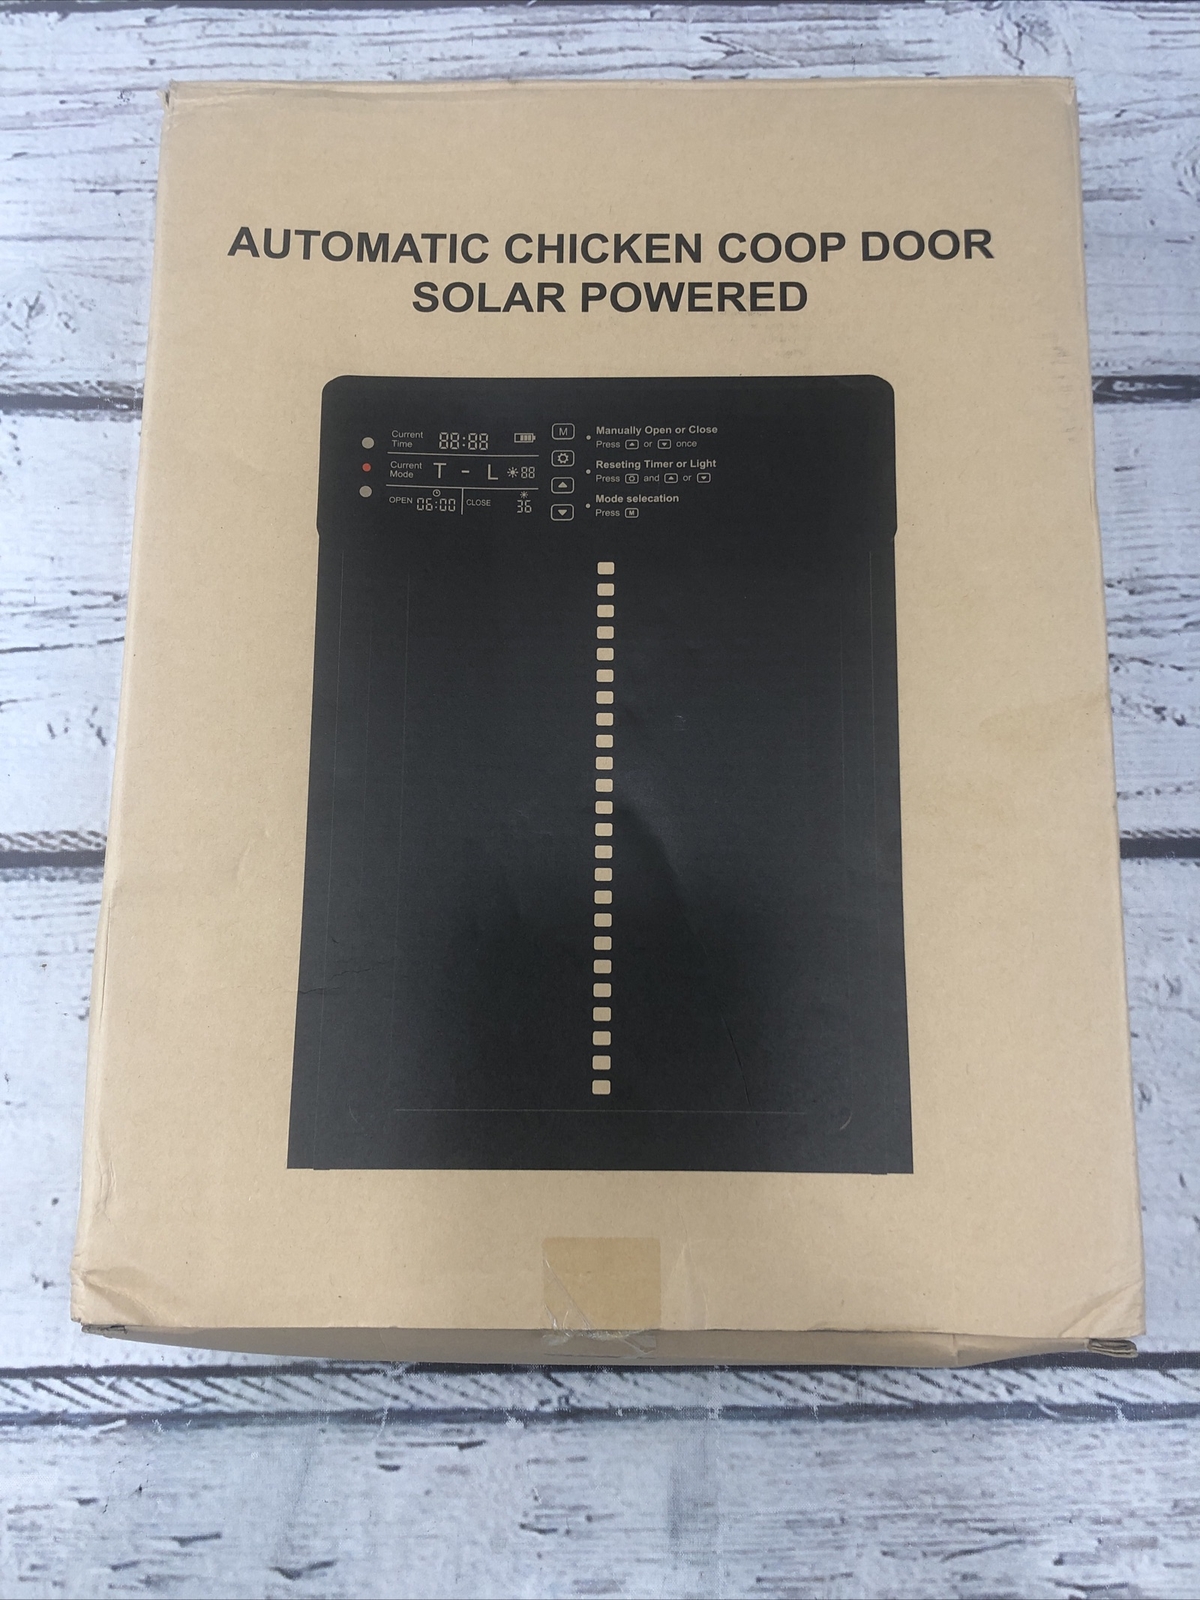 AUTOMATIC CHICKEN COOP DOOR
SOLAR POWERED
Current Time 88:88
Current Mode T - L 88
OPEN 06:00 CLOSE 36
M
Manually Open or Close
Press or once
Reseting Timer or Light
Press and or
Mode selecation
Press M